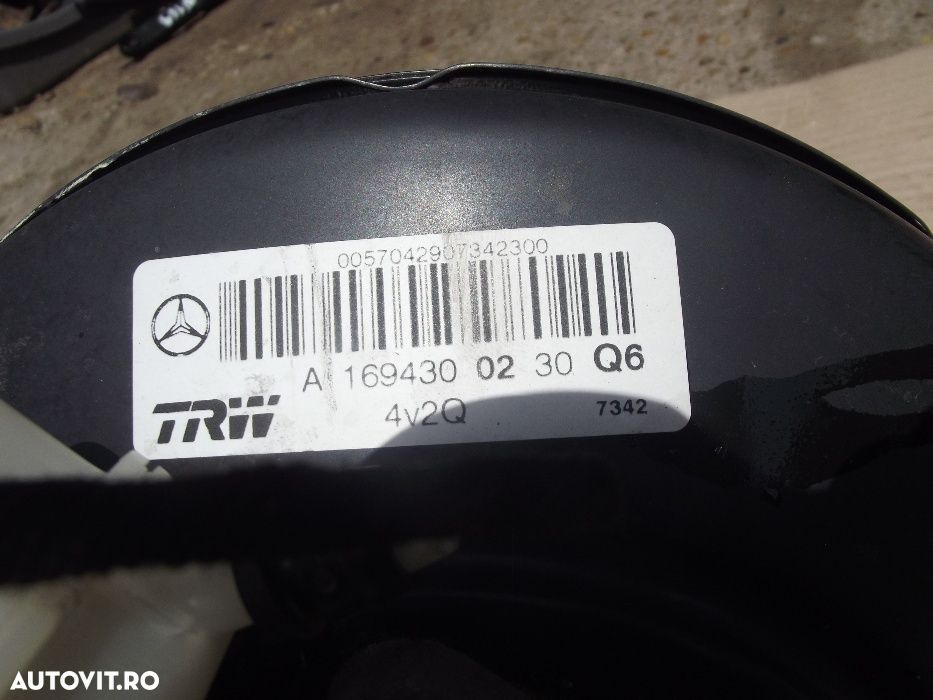 0057042907342300
A 169430 02 30 Q6
TRW
4v2Q
7342
AUTOVIT.RO